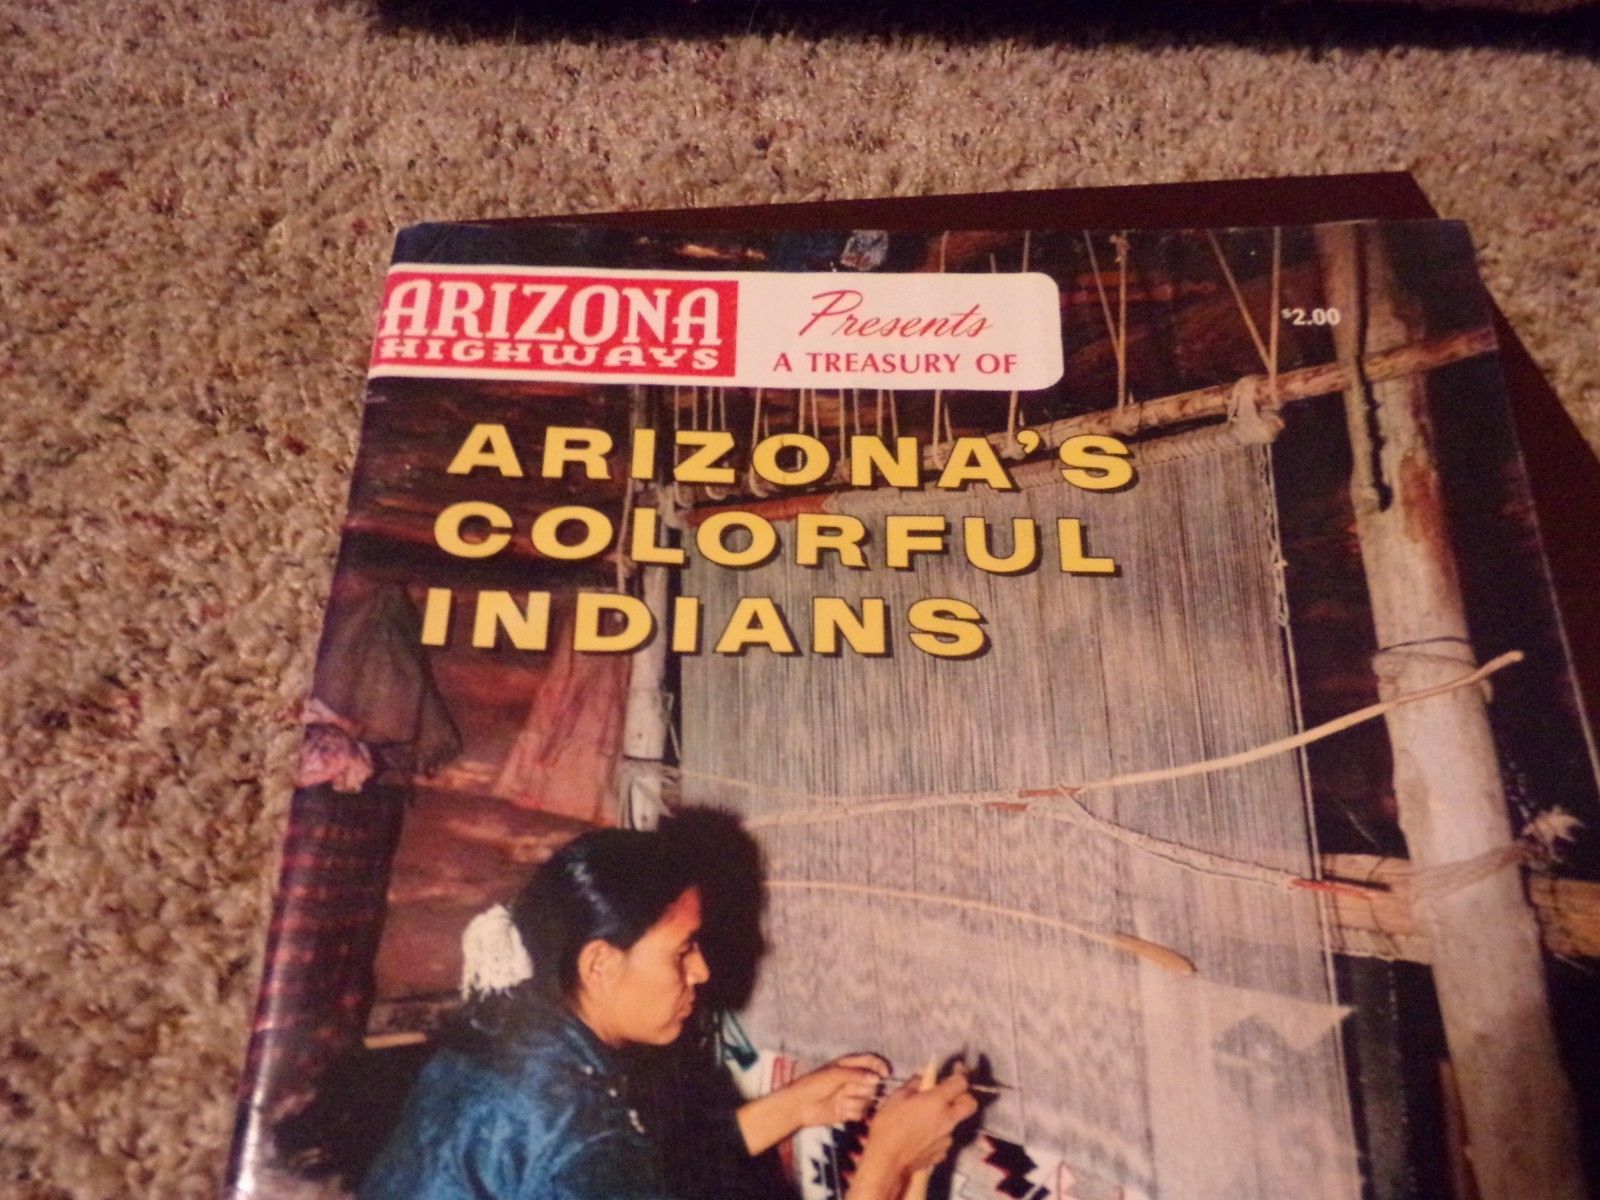 ARIZONA
HIGHWAYS
Presents
A TREASURY OF
$2.00
ARIZONA'S
COLORFUL
INDIANS